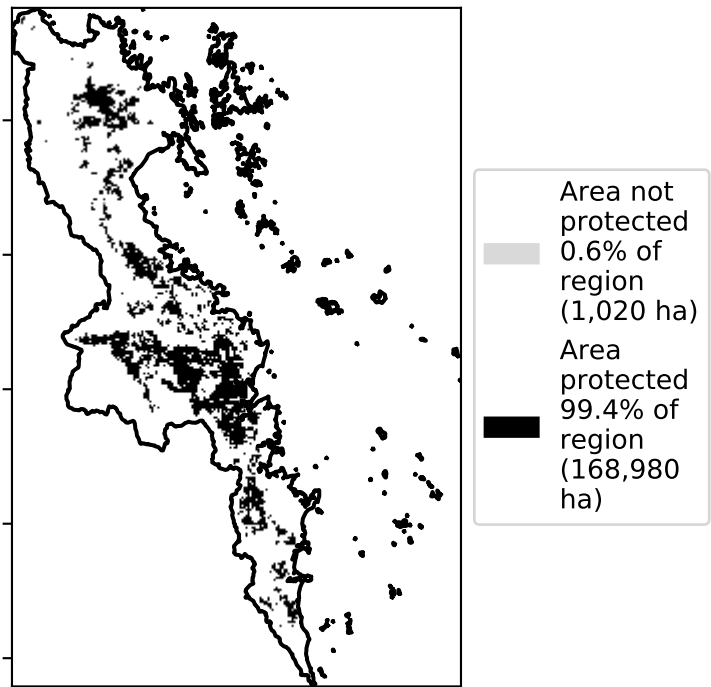 Area not
protected
0.6% of
region
(1,020 ha)
Area
protected
99.4% of
region
(168,980
ha)